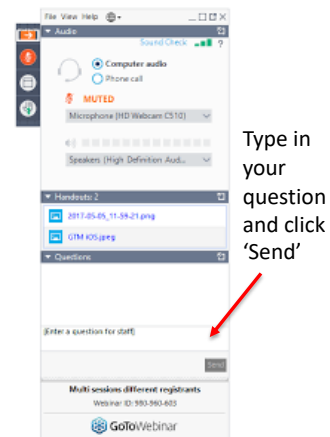 File View Help
Audio
Sound Check
?
Computer audio
Phone call
MUTED
Microphone (HD Webcam C510)
Speakers (High Definition Aud...
Handouts: 2
2017-05-05_11-59-21.png
GTM iOS.jpeg
Questions
[Enter a question for staff]
Send
Multi sessions different registrants
Webinar ID: 980-960-603
GoToWebinar
Type in
your
question
and click
‘Send’